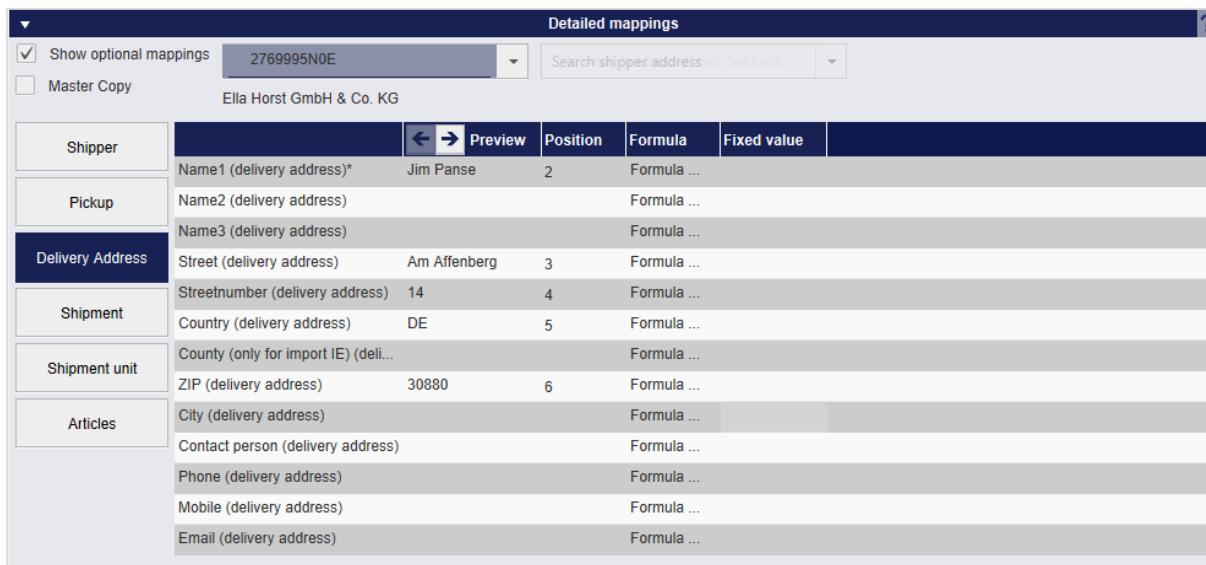 Detailed mappings
?
Show optional mappings
2769995N0E
Search shipper address
Master Copy
Ella Horst GmbH & Co. KG
Shipper
Pickup
Delivery Address
Shipment
Shipment unit
Articles
Preview Position Formula Fixed value
Name1 (delivery address)* Jim Panse 2 Formula ...
Name2 (delivery address) Formula ...
Name3 (delivery address) Formula ...
Street (delivery address) Am Affenberg 3 Formula ...
Streetnumber (delivery address) 14 4 Formula ...
Country (delivery address) DE 5 Formula ...
County (only for import IE) (deli... Formula ...
ZIP (delivery address) 30880 6 Formula ...
City (delivery address) Formula ...
Contact person (delivery address) Formula ...
Phone (delivery address) Formula ...
Mobile (delivery address) Formula ...
Email (delivery address) Formula ...